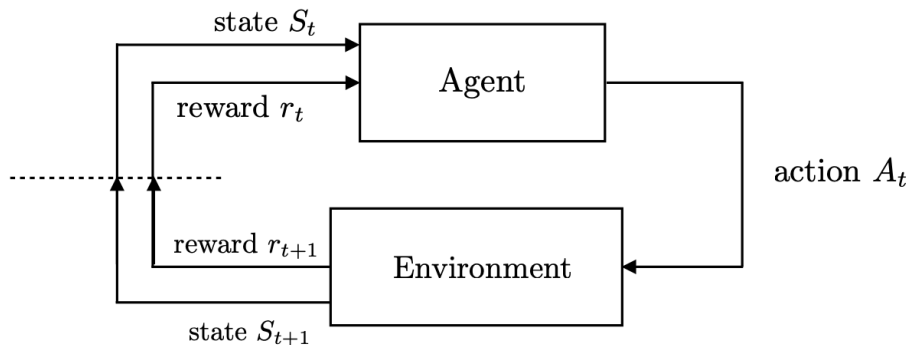 state $S_t$
Agent
reward $r_t$
action $A_t$
reward $r_{t+1}$
Environment
state $S_{t+1}$